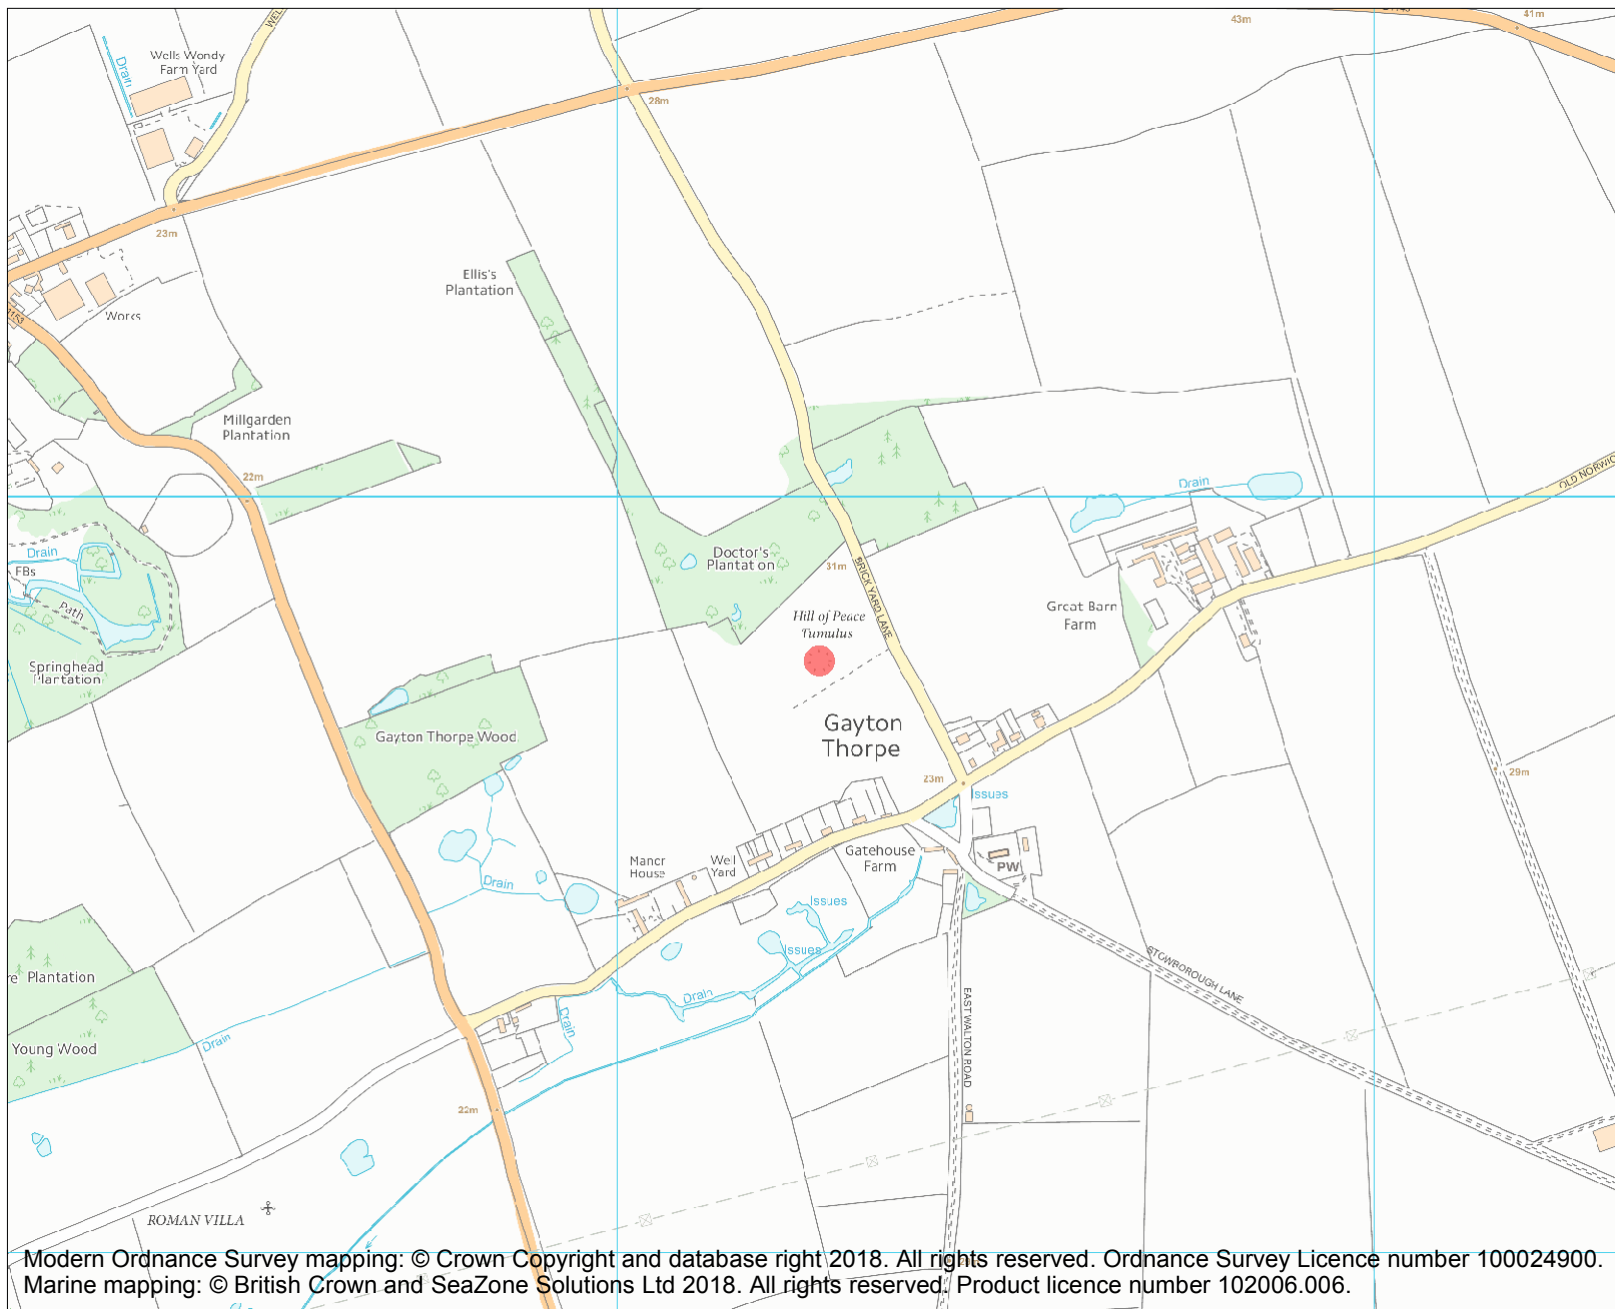 43m
41m
WEL
Wells Wondy
Farm Yard
Drain
28m
23m
Ellis's
Plantation
Works
Millgarden
Plantation
22m
OLD NORWIC
Drain
Drain
FBs
Path
Doctor's
Plantation
31m
BRICK YARD LANE
Hill of Peace
Tumulus
Great Barn
Farm
Springhead
Plantation
Gayton
Thorpe
Gayton Thorpe Wood
23m
29m
Issues
Manor
House
Well
Yard
Gatehouse
Farm
PW
Drain
Issues
Issues
re Plantation
STOWBOROUGH LANE
Drain
Drain
EAST WALTON ROAD
Drain
Young Wood
22m
ROMAN VILLA
Modern Ordnance Survey mapping: © Crown Copyright and database right 2018. All rights reserved. Ordnance Survey Licence number 100024900.
Marine mapping: © British Crown and SeaZone Solutions Ltd 2018. All rights reserved. Product licence number 102006.006.